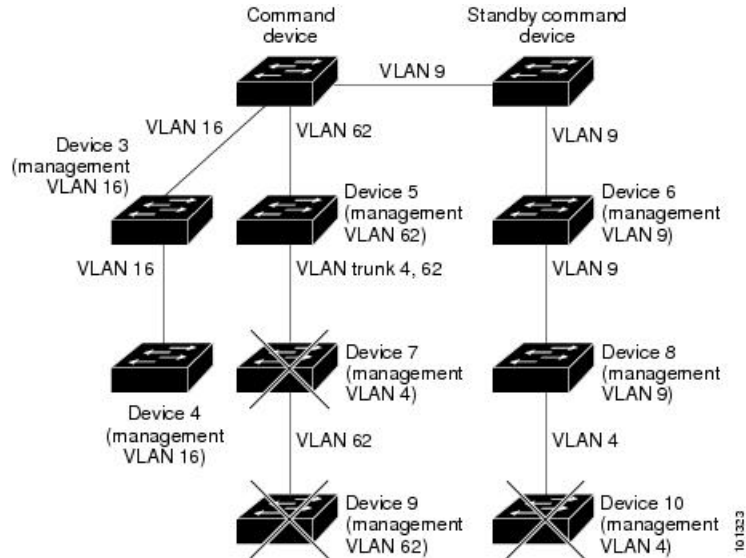 Command
device
Standby command
device
VLAN 9
VLAN 16
VLAN 62
VLAN 9
Device 3
(management
VLAN 16)
Device 5
(management
VLAN 62)
Device 6
(management
VLAN 9)
VLAN 16
VLAN trunk 4, 62
VLAN 9
Device 4
(management
VLAN 16)
Device 7
(management
VLAN 4)
Device 8
(management
VLAN 9)
VLAN 62
VLAN 4
Device 9
(management
VLAN 62)
Device 10
(management
VLAN 4)
101323